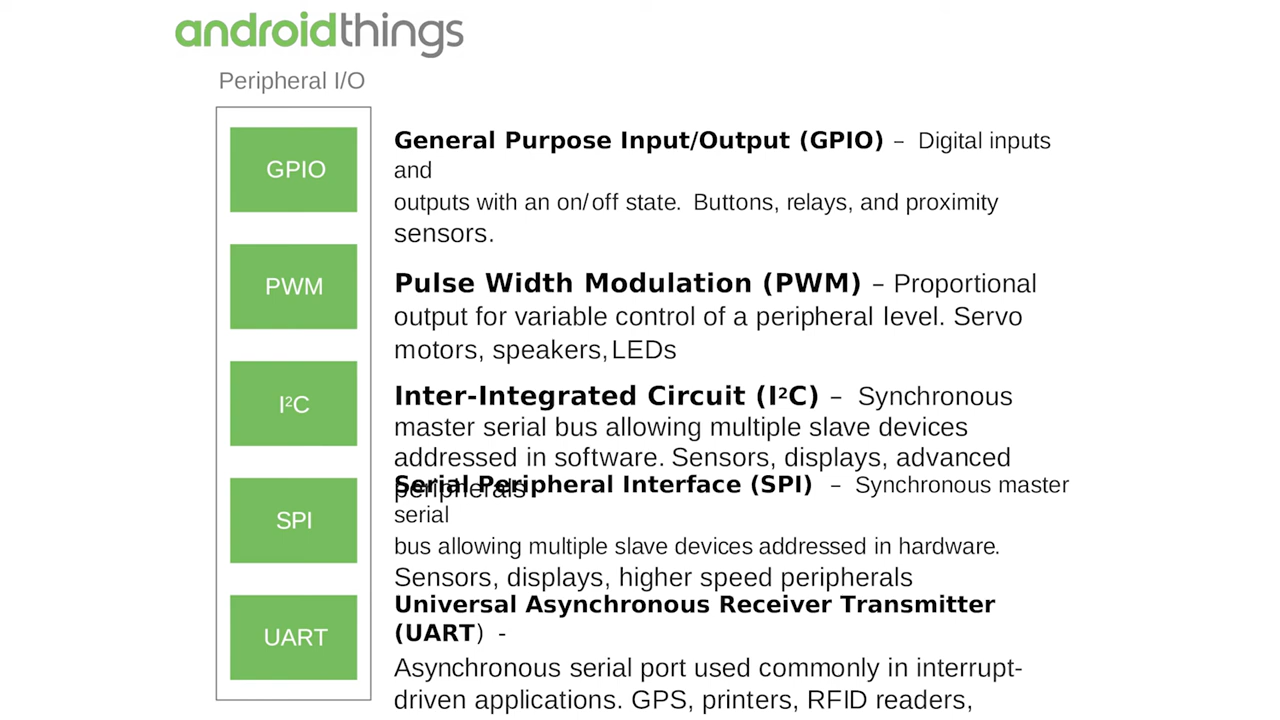 androidthings
Peripheral I/O
GPIO
General Purpose Input/Output (GPIO) – Digital inputs
and
outputs with an on/off state. Buttons, relays, and proximity
sensors.
PWM
Pulse Width Modulation (PWM) – Proportional
output for variable control of a peripheral level. Servo
motors, speakers, LEDs
I²C
Inter-Integrated Circuit (I²C) – Synchronous
master serial bus allowing multiple slave devices
addressed in software. Sensors, displays, advanced
peripherals
SPI
Serial Peripheral Interface (SPI) – Synchronous master
serial
bus allowing multiple slave devices addressed in hardware.
Sensors, displays, higher speed peripherals
UART
Universal Asynchronous Receiver Transmitter
(UART) -
Asynchronous serial port used commonly in interrupt-
driven applications. GPS, printers, RFID readers,